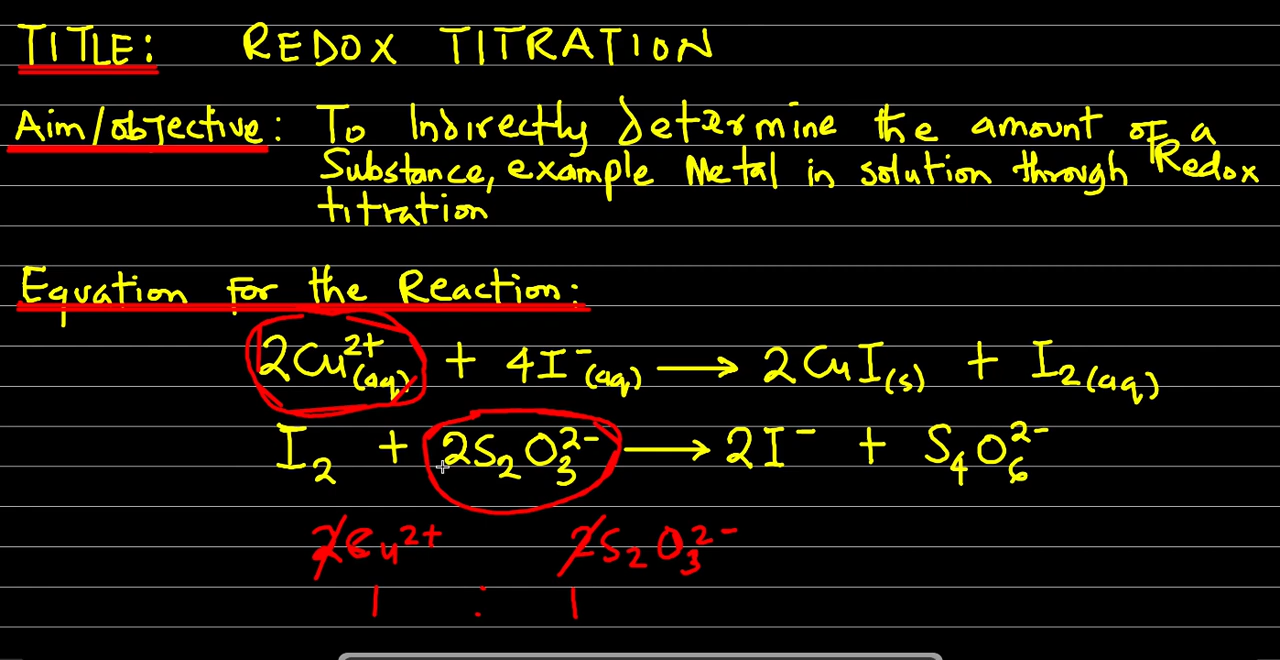 TITLE: REDOX TITRATION
Aim/objective: To Indirectly determine the amount of a
Substance, example Metal in solution through Redox
titration
Equation For the Reaction:
2Cu²⁺(aq) + 4I⁻(aq) ⟶ 2CuI(s) + I₂(aq)
I₂ + 2S₂O₃²⁻ ⟶ 2I⁻ + S₄O₆²⁻
2Cu²⁺ 2S₂O₃²⁻
1 : 1